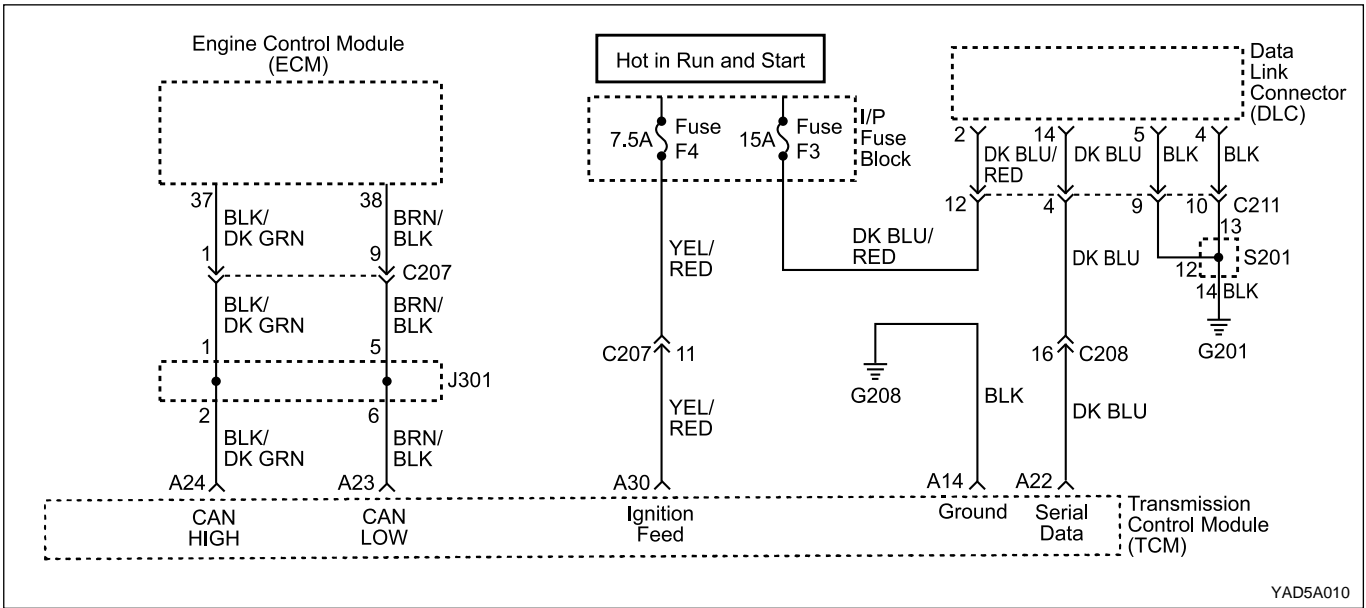 Engine Control Module
(ECM)
Hot in Run and Start
Data
Link
Connector
(DLC)
7.5A
Fuse
F4
15A
Fuse
F3
I/P
Fuse
Block
2
14
5
4
DK BLU/
RED
DK BLU
BLK
BLK
37
38
BLK/
DK GRN
BRN/
BLK
12
4
9
10
C211
13
1
9
C207
YEL/
RED
DK BLU/
RED
DK BLU
12
S201
14
BLK
G201
BLK/
DK GRN
BRN/
BLK
1
5
J301
C207
11
G208
16
C208
2
6
BLK/
DK GRN
BRN/
BLK
YEL/
RED
BLK
DK BLU
A24
A23
A30
A14
A22
CAN
HIGH
CAN
LOW
Ignition
Feed
Ground
Serial
Data
Transmission
Control Module
(TCM)
YAD5A010